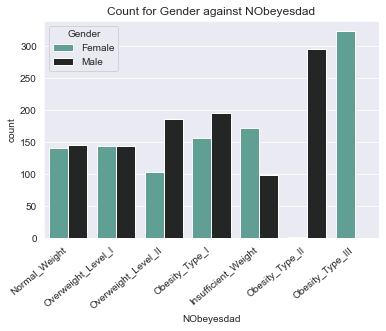 Count for Gender against NObeyesdad
Gender
Female
Male
count
300
250
200
150
100
50
0
Normal_Weight
Overweight_Level_I
Overweight_Level_II
Obesity_Type_I
Insufficient_Weight
Obesity_Type_II
Obesity_Type_III
NObeyesdad